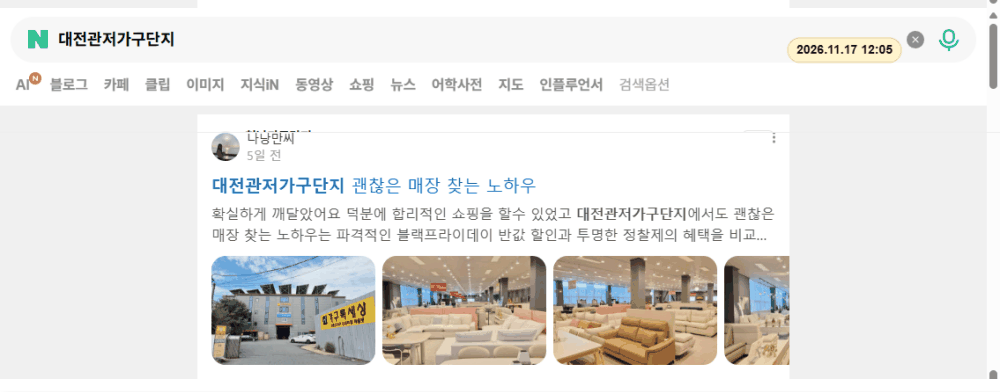 대전관저가구단지
2026.11.17 12:05
AI N 블로그 카페 클립 이미지 지식iN 동영상 쇼핑 뉴스 어학사전 지도 인플루언서 검색옵션
나낭만씨
5일 전
대전관저가구단지 괜찮은 매장 찾는 노하우
확실하게 깨달았어요 덕분에 합리적인 쇼핑을 할수 있었고 대전관저가구단지에서도 괜찮은
매장 찾는 노하우는 파격적인 블랙프라이데이 반값 할인과 투명한 정찰제의 혜택을 비교...